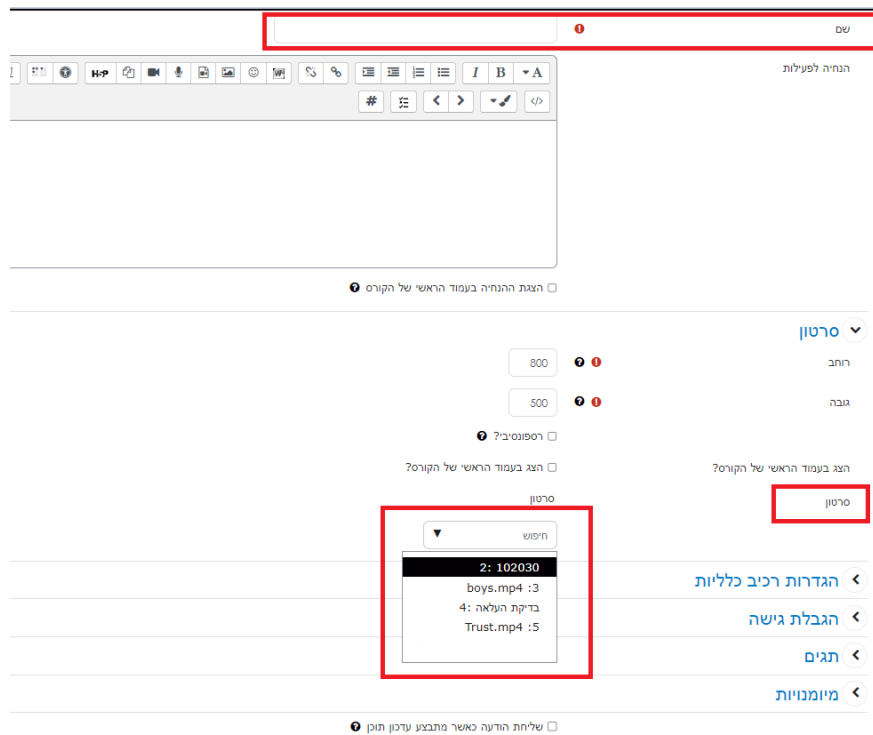 שם
הנחיה לפעילות
A B I
H-P
</>
#
הצגת ההנחיה בעמוד הראשי של הקורס
סרטון
רוחב 800
גובה 500
רספונסיבי?
הצג בעמוד הראשי של הקורס? הצג בעמוד הראשי של הקורס?
סרטון סרטון
חיפוש
2: 102030
boys.mp4 :3
4: בדיקת העלאה
Trust.mp4 :5
הגדרות רכיב כלליות
הגבלת גישה
תגים
מיומנויות
שליחת הודעה כאשר מתבצע עדכון תוכן